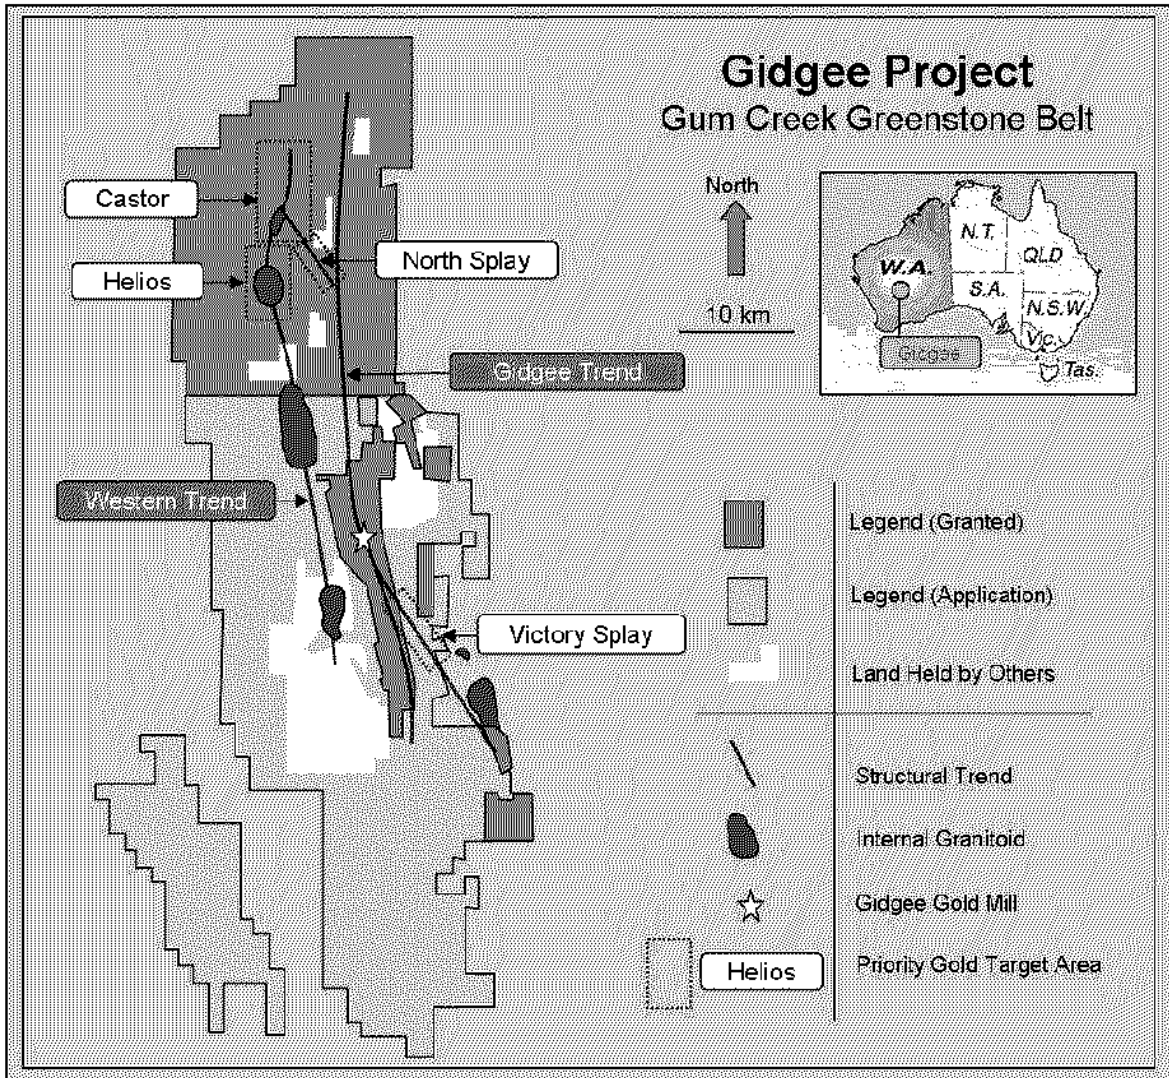 Gidgee Project
Gum Creek Greenstone Belt
North
10 km
N.T.
QLD
W.A.
S.A.
N.S.W.
Vic.
Tas.
Gidgee
Castor
Helios
North Splay
Gidgee Trend
Western Trend
Victory Splay
Legend (Granted)
Legend (Application)
Land Held by Others
Structural Trend
Internal Granitoid
Gidgee Gold Mill
Helios
Priority Gold Target Area